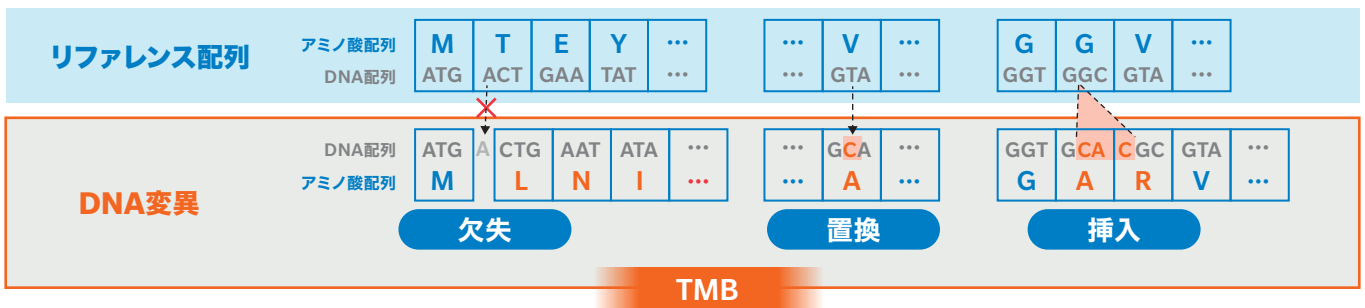 リファレンス配列
アミノ酸配列 M T E Y … … V … G G V …
DNA配列 ATG ACT GAA TAT … … GTA … GGT GGC GTA …
DNA変異
DNA配列 ATG A CTG AAT ATA … … GCA … GGT GCA CGC GTA …
アミノ酸配列 M L N I … … A … G A R V …
欠失 置換 挿入
TMB